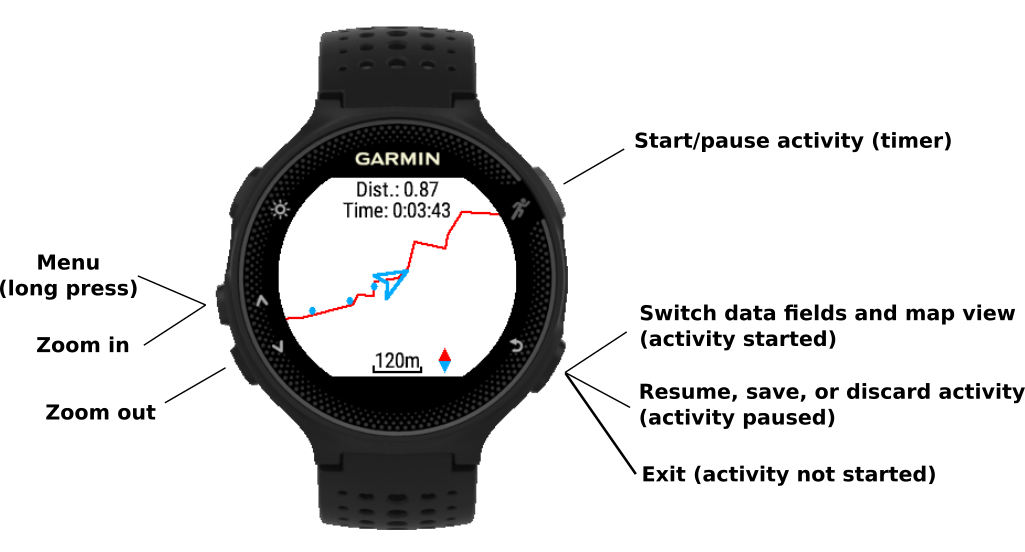 GARMIN
Dist.: 0.87
Time: 0:03:43
120m
Start/pause activity (timer)
Menu
(long press)
Zoom in
Zoom out
Switch data fields and map view
(activity started)
Resume, save, or discard activity
(activity paused)
Exit (activity not started)